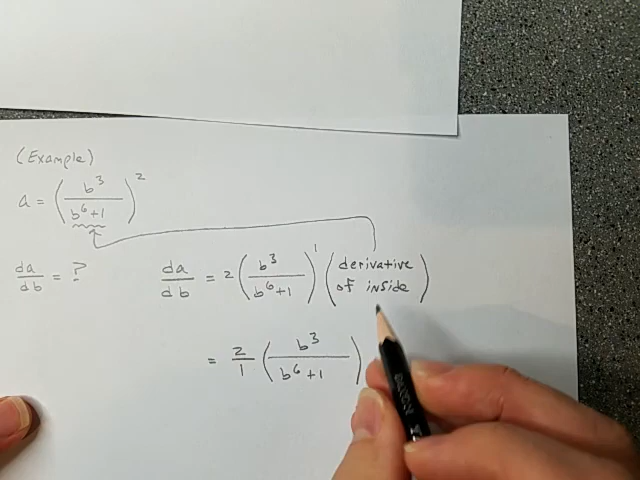 (Example)
a = (b³/(b⁶+1))²
da/db = ?
da/db = 2 (b³/(b⁶+1))¹ (derivative of inside)
= 2/1 (b³/(b⁶+1))